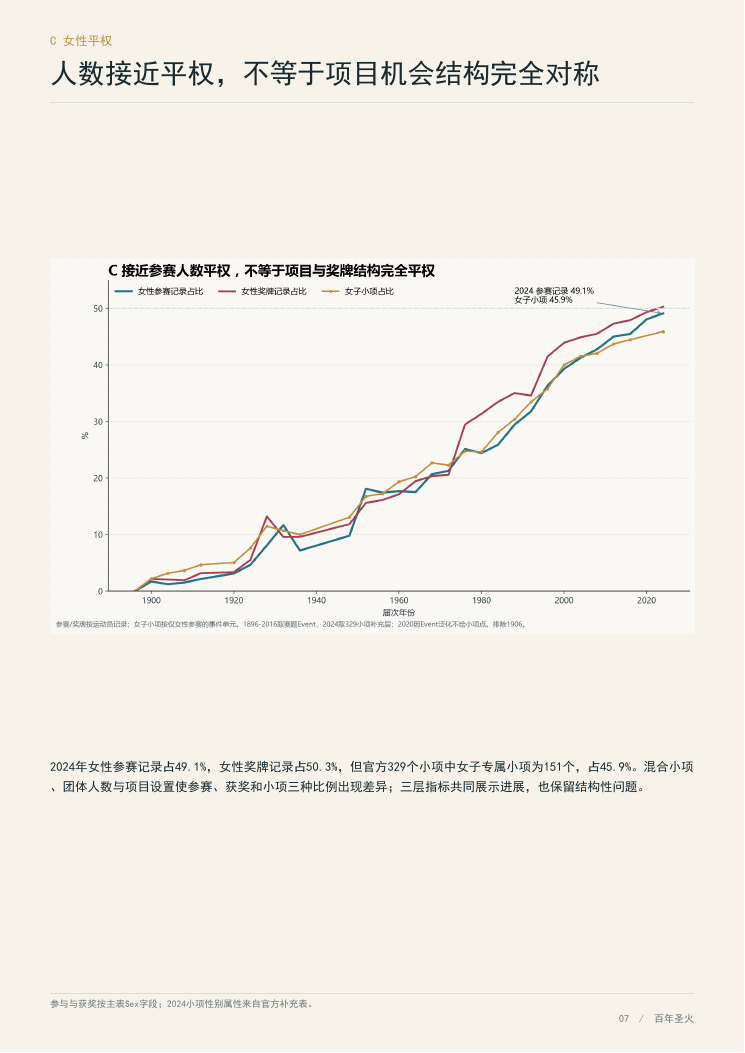 C 女性平权
人数接近平权，不等于项目机会结构完全对称
C 接近参赛人数平权，不等于项目与奖牌结构完全平权
女性参赛记录占比 女性奖牌记录占比 女子小项占比
2024 参赛记录 49.1%
女子小项 45.9%
50
40
30
20
10
0
%
1900 1920 1940 1960 1980 2000 2020
届次年份
参赛/奖牌按运动员记录；女子小项按仅女性参赛的事件单元。1896-2016取赛题Event，2024取329小项补充层；2020因Event泛化不绘小项点。排除1906。
2024年女性参赛记录占49.1%，女性奖牌记录占50.3%，但官方329个小项中女子专属小项为151个，占45.9%。混合小项
、团体人数与项目设置使参赛、获奖和小项三种比例出现差异；三层指标共同展示进展，也保留结构性问题。
参与与获奖按主表Sex字段；2024小项性别属性来自官方补充表。
07 / 百年圣火